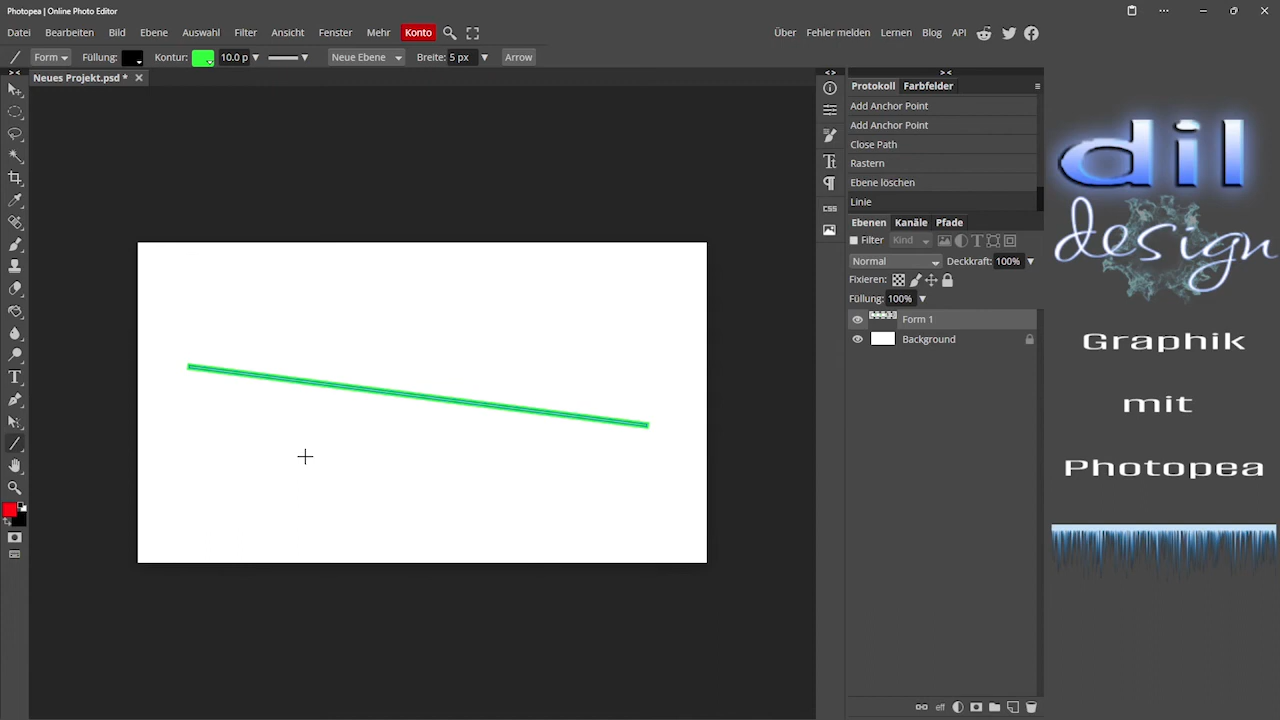 Photopea | Online Photo Editor
Datei Bearbeiten Bild Ebene Auswahl Filter Ansicht Fenster Mehr Konto Über Fehler melden Lernen Blog API
Form Füllung: Kontur: 10.0 p Neue Ebene Breite: 5 px Arrow
Neues Projekt.psd *
Protokoll Farbfelder
Add Anchor Point
Add Anchor Point
Close Path
Rastern
Ebene löschen
Linie
Ebenen Kanäle Pfade
Filter Kind
Normal Deckkraft: 100%
Fixieren:
Füllung: 100%
Form 1
Background
CSS
eff
dil
design
Graphik
mit
Photopea